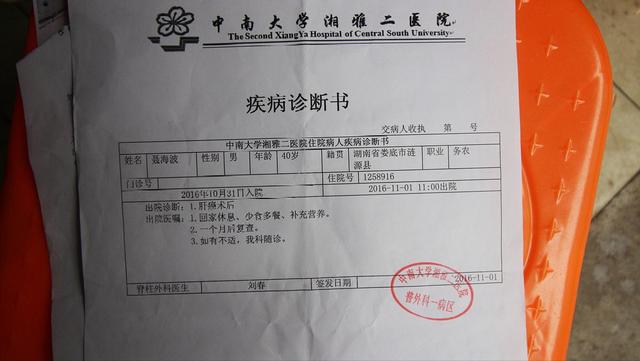 中南大学湘雅二医院
The Second XiangYa Hospital of Central South University
疾病诊断书
交病人收执 第 号
中南大学湘雅二医院住院病人疾病诊断书
姓名 聂海波 性别 男 年龄 40岁 籍贯 湖南省娄底市涟源县 职业 务农
门诊号 住院号 1258916
2016年10月31日入院 2016-11-01 11:00出院
出院诊断：1.肝癌术后
出院医嘱：1.回家休息、少食多餐、补充营养。
2.一个月后复查。
3.如有不适，我科随诊。
脊柱外科医生 刘春 签发日期 2016-11-01
中南大学湘雅二医院
普外科一病区